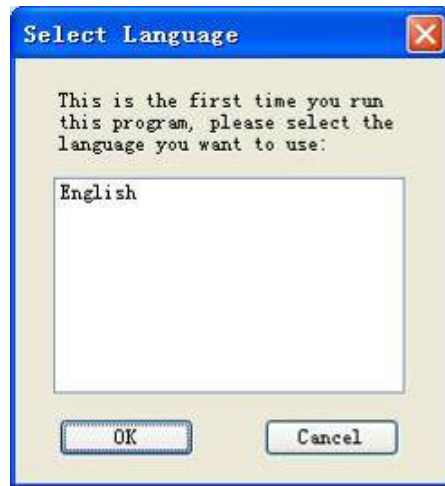 Select Language
This is the first time you run
this program, please select the
language you want to use:
English
OK
Cancel